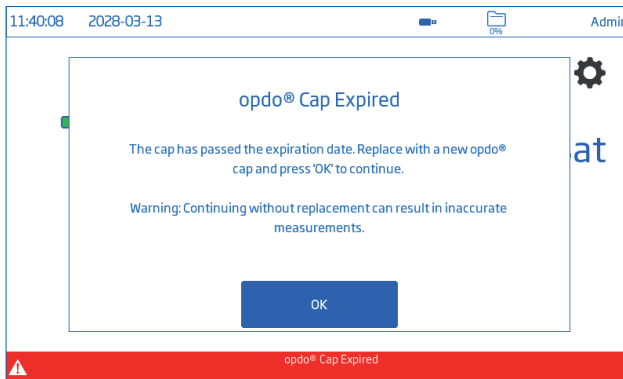 11:40:08 2028-03-13
0%
Admin
opdo® Cap Expired
The cap has passed the expiration date. Replace with a new opdo®
cap and press 'OK' to continue.
Warning: Continuing without replacement can result in inaccurate
measurements.
OK
opdo® Cap Expired